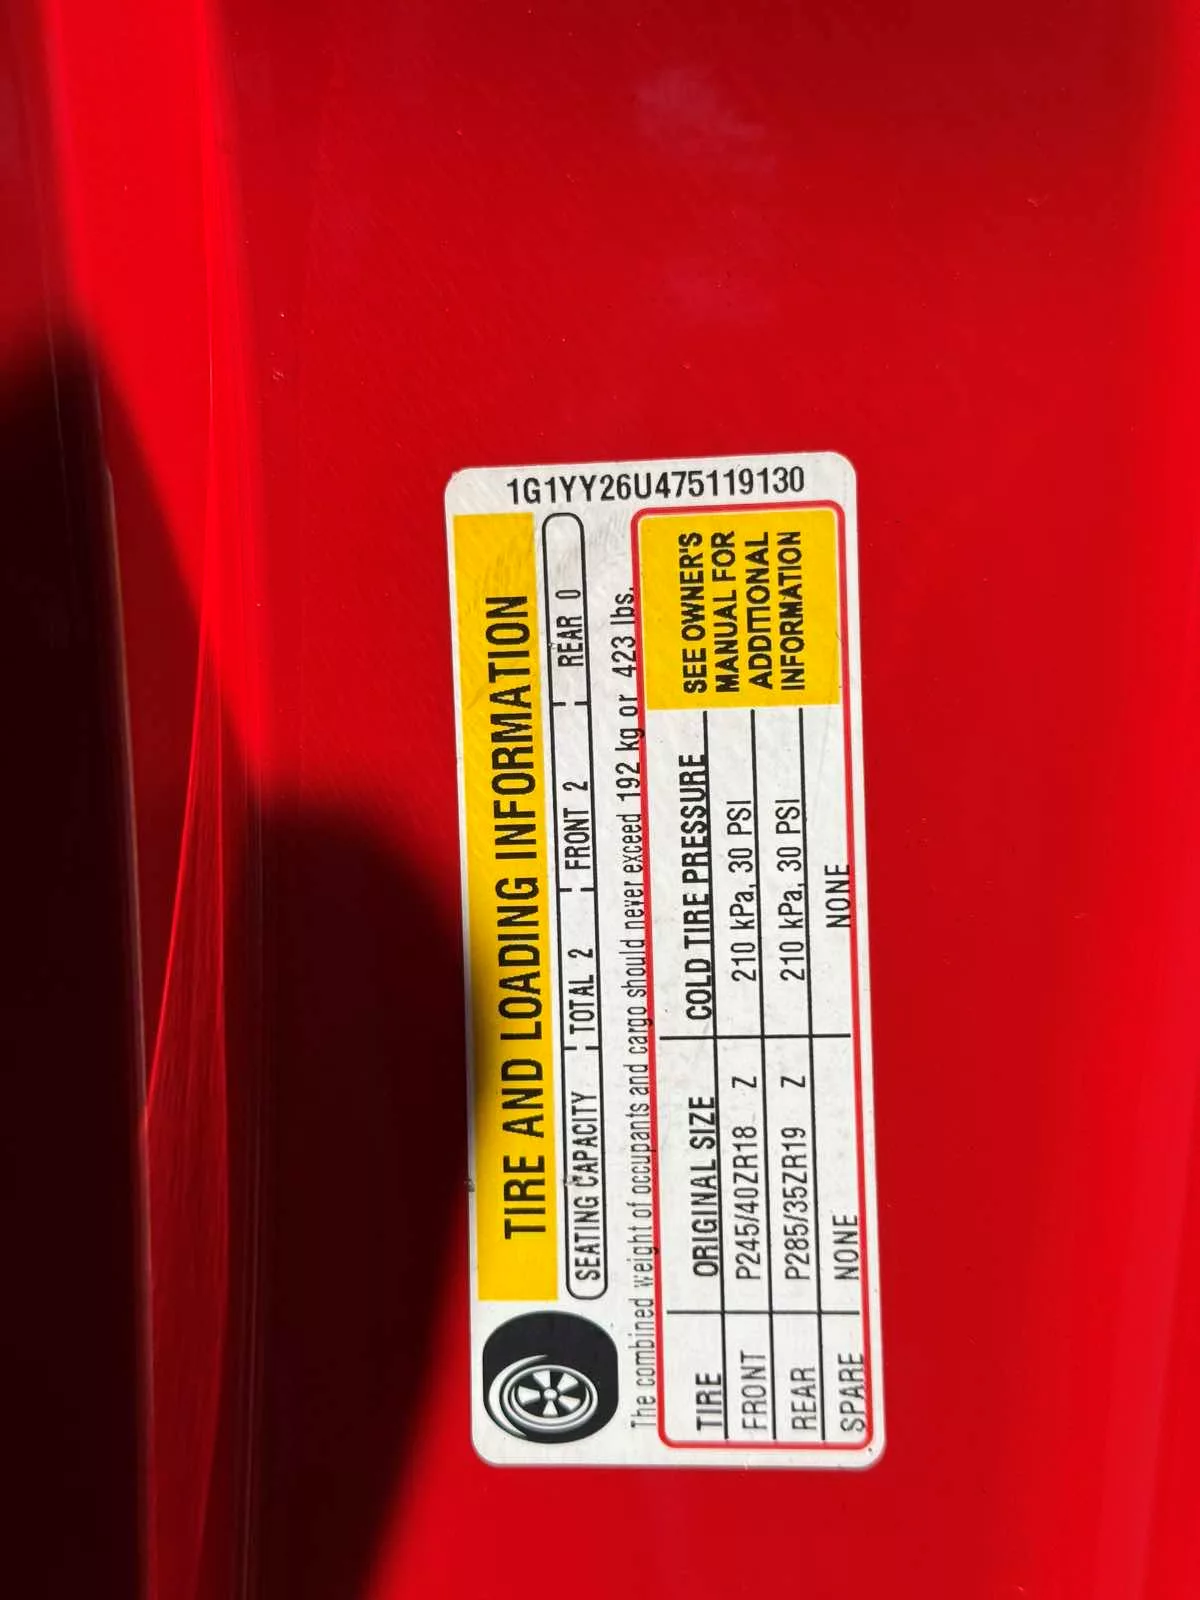 1G1YY26U475119130
TIRE AND LOADING INFORMATION
SEATING CAPACITY TOTAL 2 FRONT 2 REAR 0
The combined weight of occupants and cargo should never exceed 192 kg or 423 lbs.
TIRE ORIGINAL SIZE COLD TIRE PRESSURE
FRONT P245/40ZR18 Z 210 kPa, 30 PSI
REAR P285/35ZR19 Z 210 kPa, 30 PSI
SPARE NONE NONE
SEE OWNER'S
MANUAL FOR
ADDITIONAL
INFORMATION